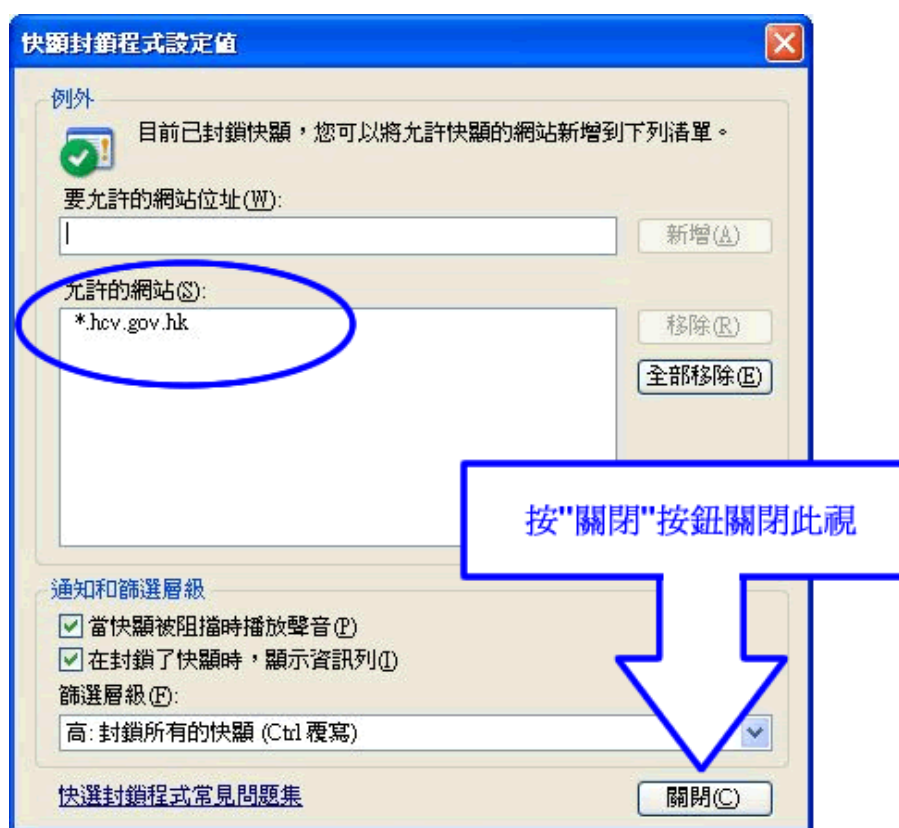 快顯封鎖程式設定值
例外
目前已封鎖快顯，您可以將允許快顯的網站新增到下列清單。
要允許的網站位址(W):
新增(A)
允許的網站(S):
*.hcv.gov.hk
移除(R)
全部移除(E)
按"關閉"按鈕關閉此視
通知和篩選層級
當快顯被阻擋時播放聲音(P)
在封鎖了快顯時，顯示資訊列(I)
篩選層級(F):
高: 封鎖所有的快顯 (Ctrl 覆寫)
快選封鎖程式常見問題集
關閉(C)